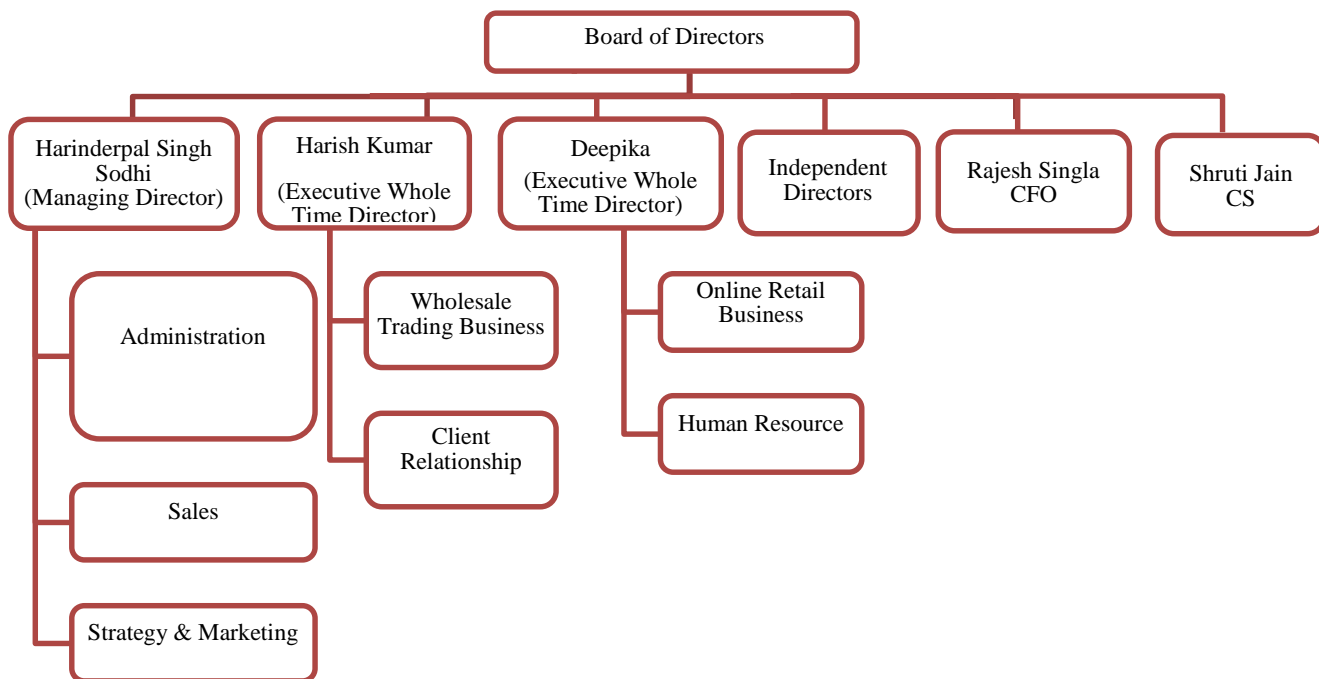 Board of Directors
Harinderpal Singh
Sodhi
(Managing Director)
Harish Kumar
(Executive Whole
Time Director)
Deepika
(Executive Whole
Time Director)
Independent
Directors
Rajesh Singla
CFO
Shruti Jain
CS
Administration
Sales
Strategy & Marketing
Wholesale
Trading Business
Client
Relationship
Online Retail
Business
Human Resource